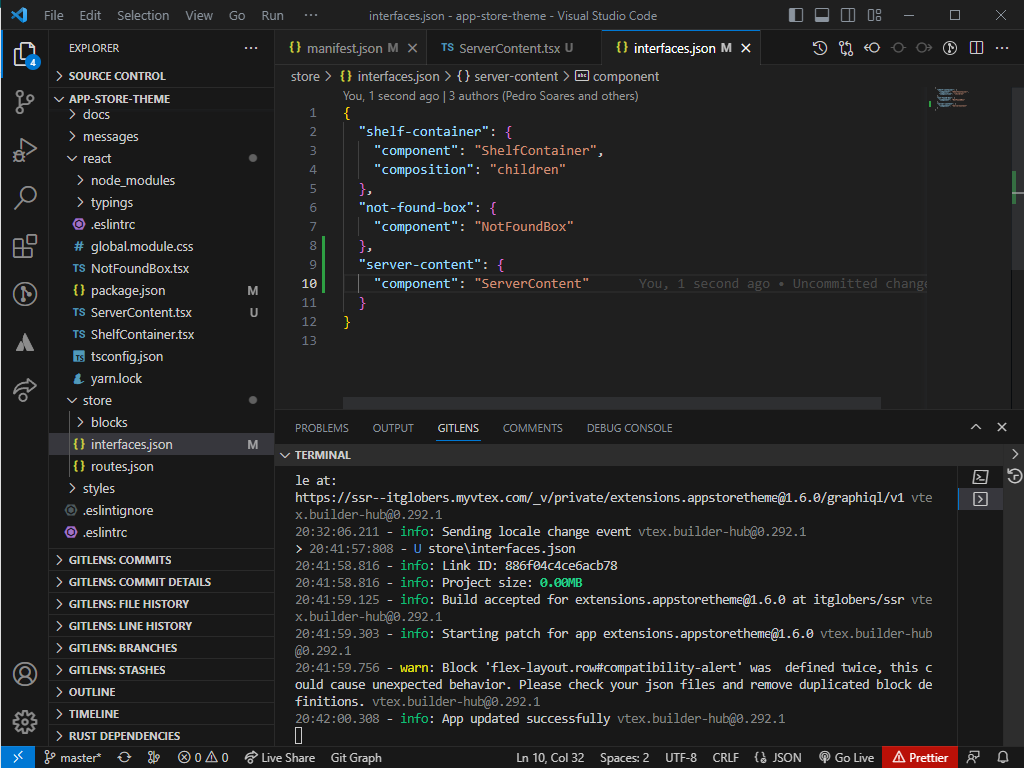 File Edit Selection View Go Run ··· interfaces.json - app-store-theme - Visual Studio Code
EXPLORER ···
4
SOURCE CONTROL
APP-STORE-THEME
docs
messages
react
node_modules
typings
.eslintrc
# global.module.css
TS NotFoundBox.tsx
{} package.json M
TS ServerContent.tsx U
TS ShelfContainer.tsx
TS tsconfig.json
yarn.lock
store
blocks
{} interfaces.json M
{} routes.json
styles
.eslintignore
.eslintrc
GITLENS: COMMITS
GITLENS: COMMIT DETAILS
GITLENS: FILE HISTORY
GITLENS: LINE HISTORY
GITLENS: BRANCHES
GITLENS: STASHES
OUTLINE
TIMELINE
RUST DEPENDENCIES
{} manifest.json M
TS ServerContent.tsx U
{} interfaces.json M
store > {} interfaces.json > {} server-content > abc component
You, 1 second ago | 3 authors (Pedro Soares and others)
1 {
2 "shelf-container": {
3 "component": "ShelfContainer",
4 "composition": "children"
5 },
6 "not-found-box": {
7 "component": "NotFoundBox"
8 },
9 "server-content": {
10 "component": "ServerContent" You, 1 second ago • Uncommitted change
11 }
12 }
13
PROBLEMS OUTPUT GITLENS COMMENTS DEBUG CONSOLE
TERMINAL
le at:
https://ssr--itglobers.myvtex.com/_v/private/extensions.appstoretheme@1.6.0/graphiql/v1 vte
x.builder-hub@0.292.1
20:32:06.211 - info: Sending locale change event vtex.builder-hub@0.292.1
> 20:41:57:808 - U store\interfaces.json
20:41:58.816 - info: Link ID: 886f04c4ce6acb78
20:41:58.816 - info: Project size: 0.00MB
20:41:59.125 - info: Build accepted for extensions.appstoretheme@1.6.0 at itglobers/ssr vte
x.builder-hub@0.292.1
20:41:59.303 - info: Starting patch for app extensions.appstoretheme@1.6.0 vtex.builder-hub
@0.292.1
20:41:59.756 - warn: Block 'flex-layout.row#compatibility-alert' was  defined twice, this c
ould cause unexpected behavior. Please check your json files and remove duplicated block de
finitions. vtex.builder-hub@0.292.1
20:42:00.308 - info: App updated successfully vtex.builder-hub@0.292.1
master* 0 0 Live Share Git Graph Ln 10, Col 32 Spaces: 2 UTF-8 CRLF {} JSON Go Live Prettier